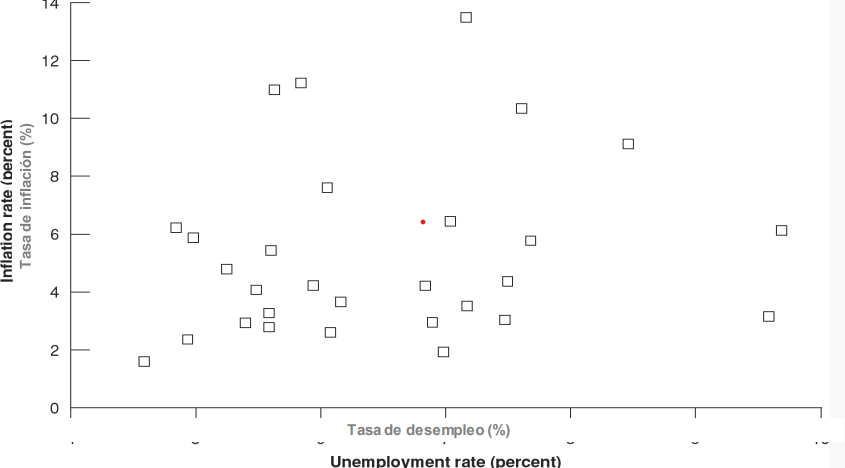 14
12
10
8
6
4
2
0
Inflation rate (percent)
Tasa de inflación (%)
Tasa de desempleo (%)
Unemployment rate (percent)